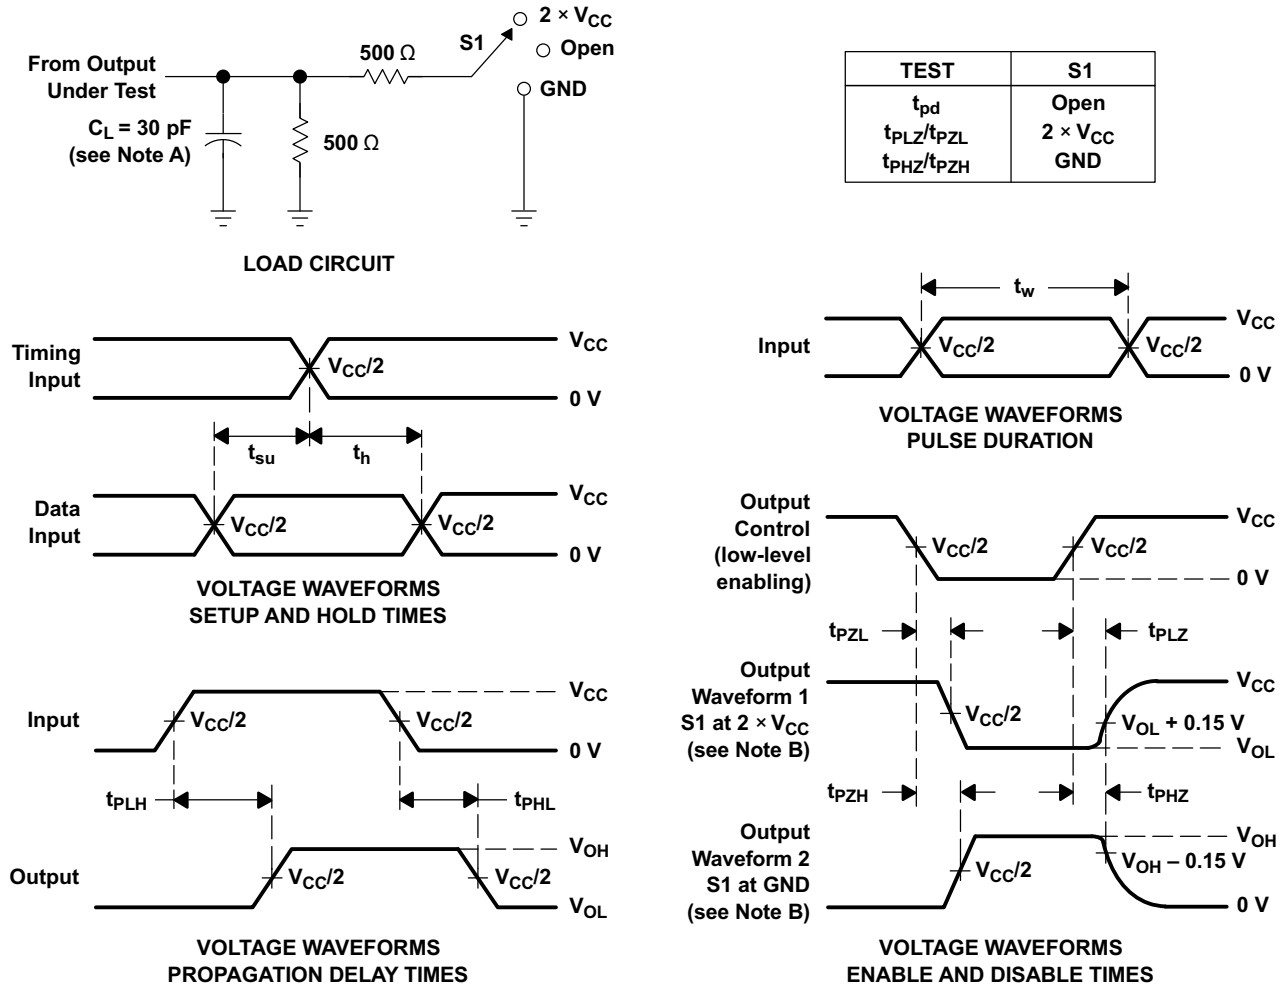 2 × VCC
S1
Open
500 Ω
From Output
Under Test
GND
CL = 30 pF
(see Note A)
500 Ω
LOAD CIRCUIT
TEST S1
tpd Open
tPLZ/tPZL 2 × VCC
tPHZ/tPZH GND
Timing
Input
VCC
VCC/2
0 V
tsu
th
Data
Input
VCC
VCC/2
VCC/2
0 V
VOLTAGE WAVEFORMS
SETUP AND HOLD TIMES
tw
Input
VCC
VCC/2
VCC/2
0 V
VOLTAGE WAVEFORMS
PULSE DURATION
Input
VCC
VCC/2
VCC/2
0 V
tPLH
tPHL
Output
VOH
VCC/2
VCC/2
VOL
VOLTAGE WAVEFORMS
PROPAGATION DELAY TIMES
Output
Control
(low-level
enabling)
VCC
VCC/2
VCC/2
0 V
tPZL
tPLZ
Output
Waveform 1
S1 at 2 × VCC
(see Note B)
VCC
VCC/2
VOL + 0.15 V
VOL
tPZH
tPHZ
Output
Waveform 2
S1 at GND
(see Note B)
VOH
VCC/2
VOH – 0.15 V
0 V
VOLTAGE WAVEFORMS
ENABLE AND DISABLE TIMES